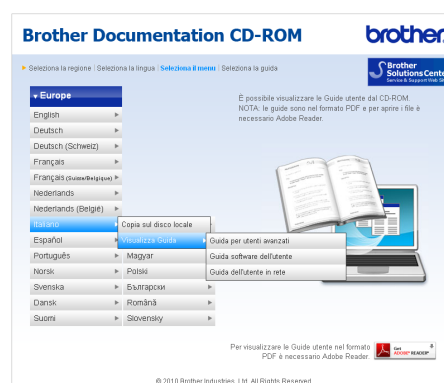 Brother Documentation CD-ROM
brother
Seleziona la regione | Seleziona la lingua | Seleziona il menu | Seleziona la guida
Brother
Solutions Center
Service & Support Web Site
Europe
È possibile visualizzare le Guide utente dal CD-ROM.
NOTA: le guide sono nel formato PDF e per aprire i file è
necessario Adobe Reader.
English
Deutsch
Deutsch (Schweiz)
Français
Français (Suisse/Belgique)
Nederlands
Nederlands (België)
Italiano
Copia sul disco locale
Español
Visualizza Guida
Guida per utenti avanzati
Português
Magyar
Guida software dell'utente
Norsk
Polski
Guida dell'utente in rete
Svenska
Български
Dansk
Română
Suomi
Slovensky
Per visualizzare le Guide utente nel formato
PDF è necessario Adobe Reader.
Get
ADOBE® READER®
© 2010 Brother Industries, Ltd. All Rights Reserved.